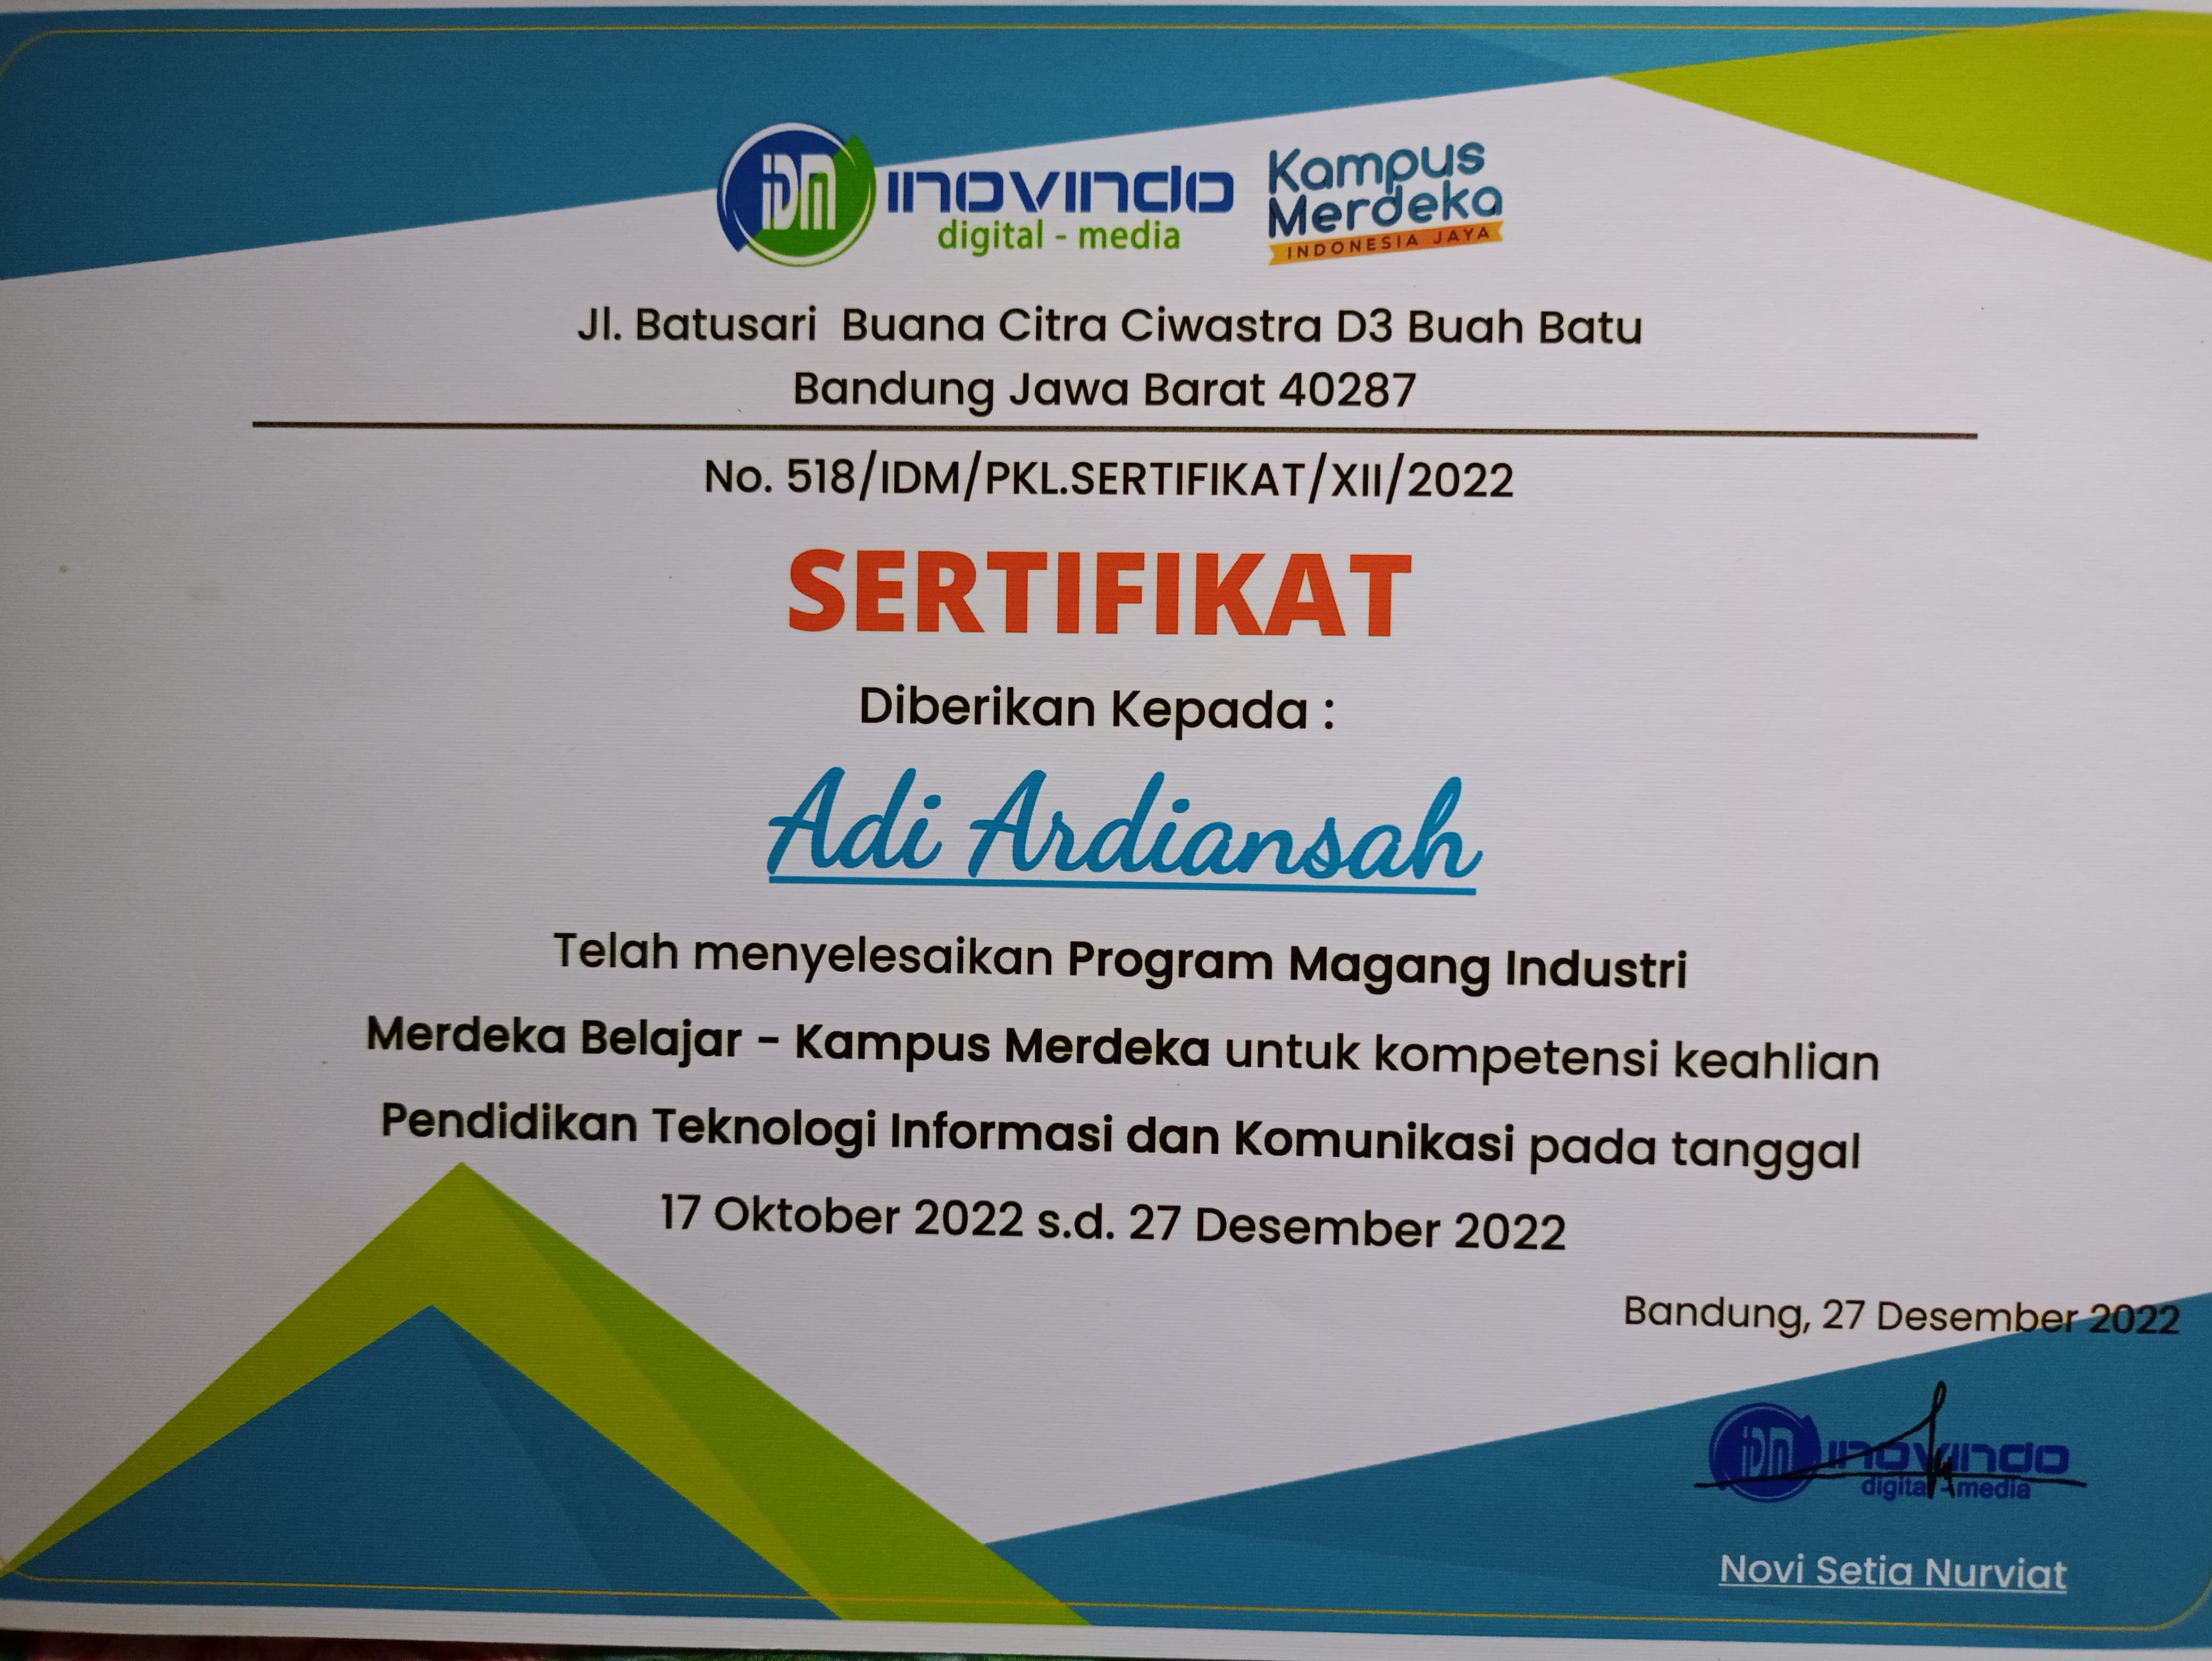 IDM INOVINDO
digital - media
Kampus
Merdeka
INDONESIA JAYA
Jl. Batusari Buana Citra Ciwastra D3 Buah Batu
Bandung Jawa Barat 40287
No. 518/IDM/PKL.SERTIFIKAT/XII/2022
SERTIFIKAT
Diberikan Kepada :
Adi Ardiansah
Telah menyelesaikan Program Magang Industri
Merdeka Belajar - Kampus Merdeka untuk kompetensi keahlian
Pendidikan Teknologi Informasi dan Komunikasi pada tanggal
17 Oktober 2022 s.d. 27 Desember 2022
Bandung, 27 Desember 2022
IDM INOVINDO
digital - media
Novi Setia Nurviat